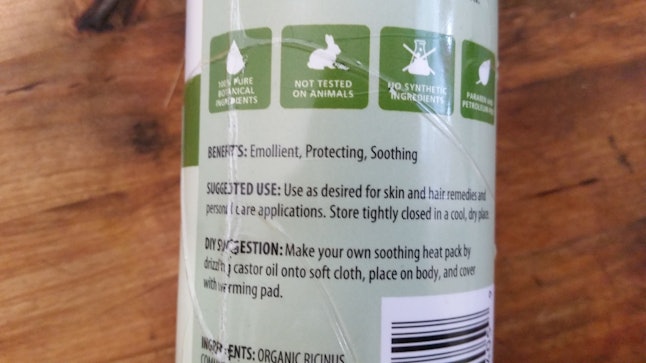 100% PURE
BOTANICAL
INGREDIENTS
NOT TESTED
ON ANIMALS
NO SYNTHETIC
INGREDIENTS
PARABEN AND
PETROLEUM
BENEFITS: Emollient, Protecting, Soothing
SUGGESTED USE: Use as desired for skin and hair remedies and
personal care applications. Store tightly closed in a cool, dry place.
DIY SUGGESTION: Make your own soothing heat pack by
drizzling castor oil onto soft cloth, place on body, and cover
with warming pad.
INGREDIENTS: ORGANIC RICINUS